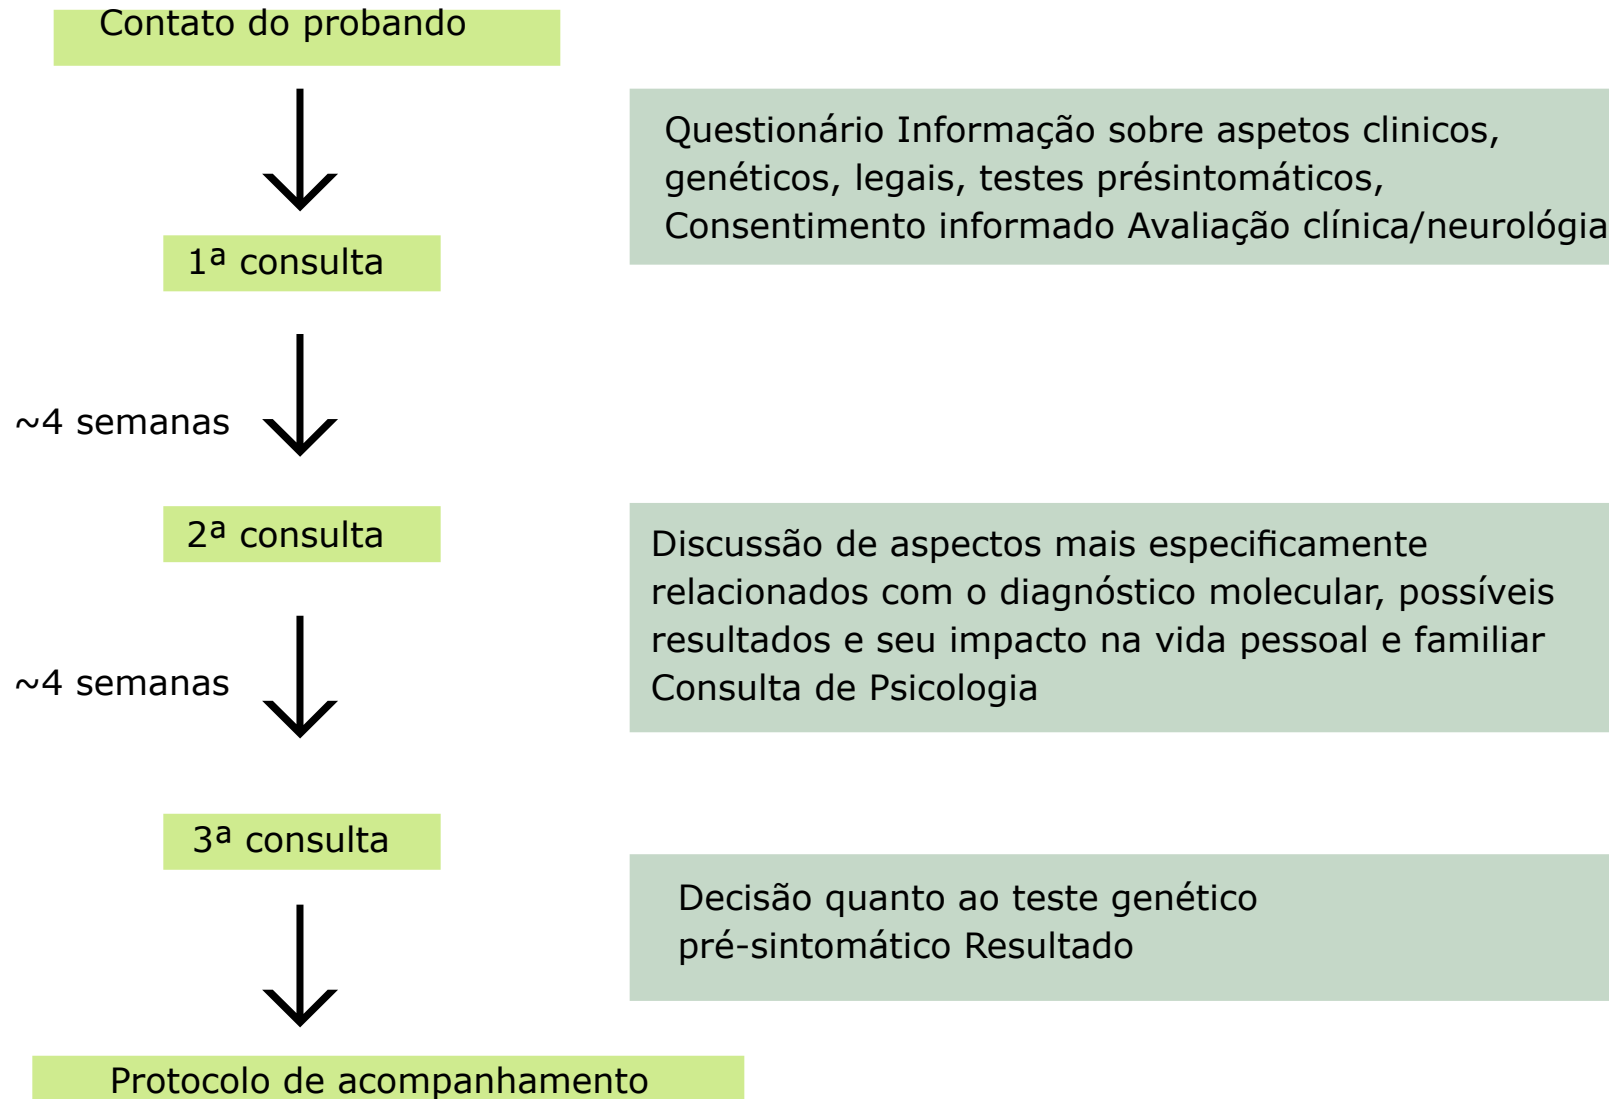 Contato do probando
Questionário Informação sobre aspetos clinicos,
genéticos, legais, testes présintomáticos,
Consentimento informado Avaliação clínica/neurológia
1ª consulta
~4 semanas
2ª consulta
Discussão de aspectos mais especificamente
relacionados com o diagnóstico molecular, possíveis
resultados e seu impacto na vida pessoal e familiar
Consulta de Psicologia
~4 semanas
3ª consulta
Decisão quanto ao teste genético
pré-sintomático Resultado
Protocolo de acompanhamento